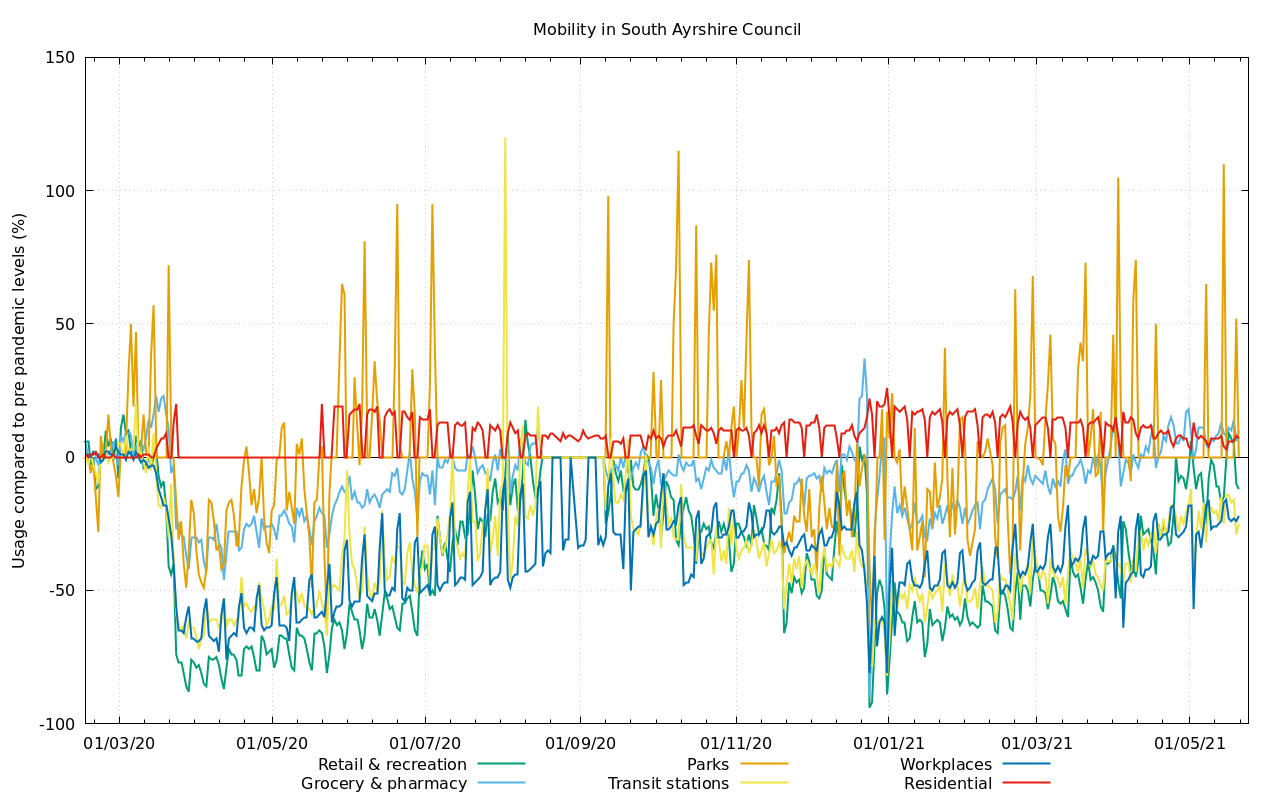 Mobility in South Ayrshire Council
Usage compared to pre pandemic levels (%)
150
100
50
0
-50
-100
01/03/20 01/05/20 01/07/20 01/09/20 01/11/20 01/01/21 01/03/21 01/05/21
Retail & recreation Parks Workplaces
Grocery & pharmacy Transit stations Residential